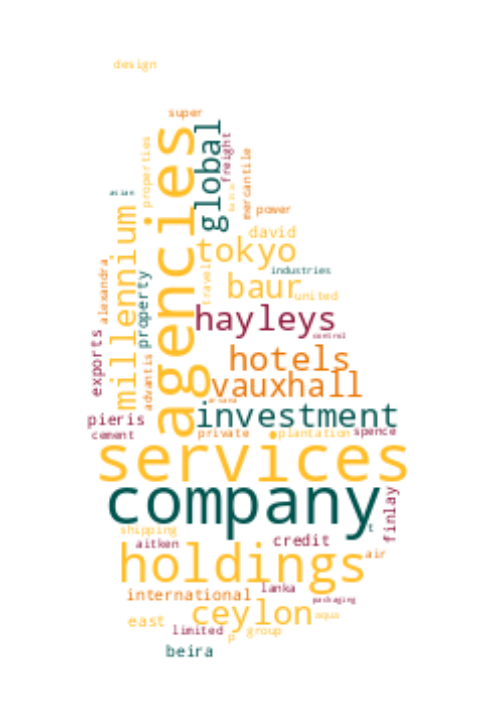 design
super
agencies
global
freight
properties
mercantile
asian
millennium
power
david
tokyo
industries
travel
baur
united
alexandra
property
hayleys
control
exports
hotels
advantis
vauxhall
investment
pieris
cement
private
plantation
spence
services
company
finlay
t
shipping
aitken
credit
air
holdings
lanka
international
packaging
ceylon
aqua
east
limited
p
group
beira